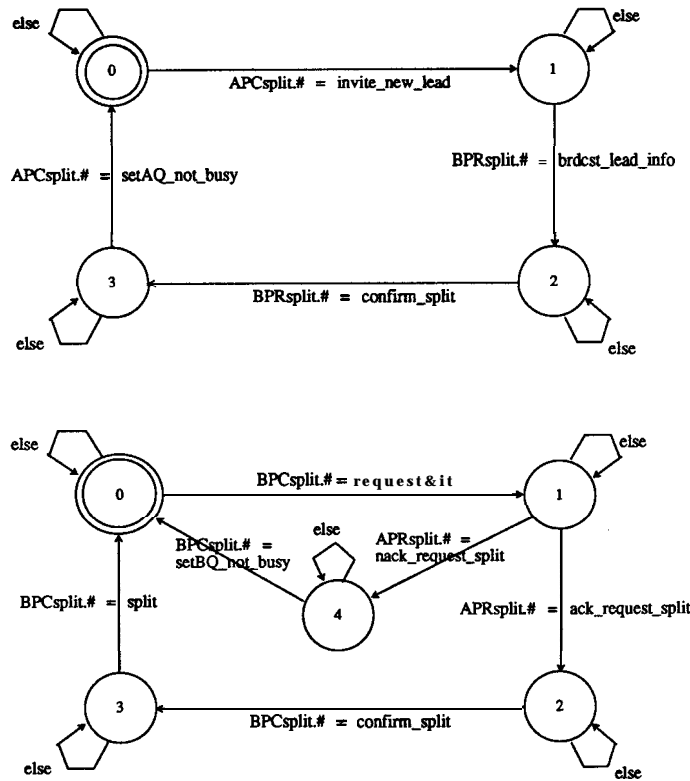 else
else
0
1
APCsplit.# = invite_new_lead
BPRsplit.# = brdcst_lead_info
APCsplit.# = setAQ_not_busy
3
2
BPRsplit.# = confirm_split
else
else
else
else
0
1
BPCsplit.# = request&it
else
BPCsplit.# =
setBQ_not_busy
APRsplit.# =
nack_request_split
4
BPCsplit.# = split
APRsplit.# = ack_request_split
3
2
BPCsplit.# = confirm_split
else
else